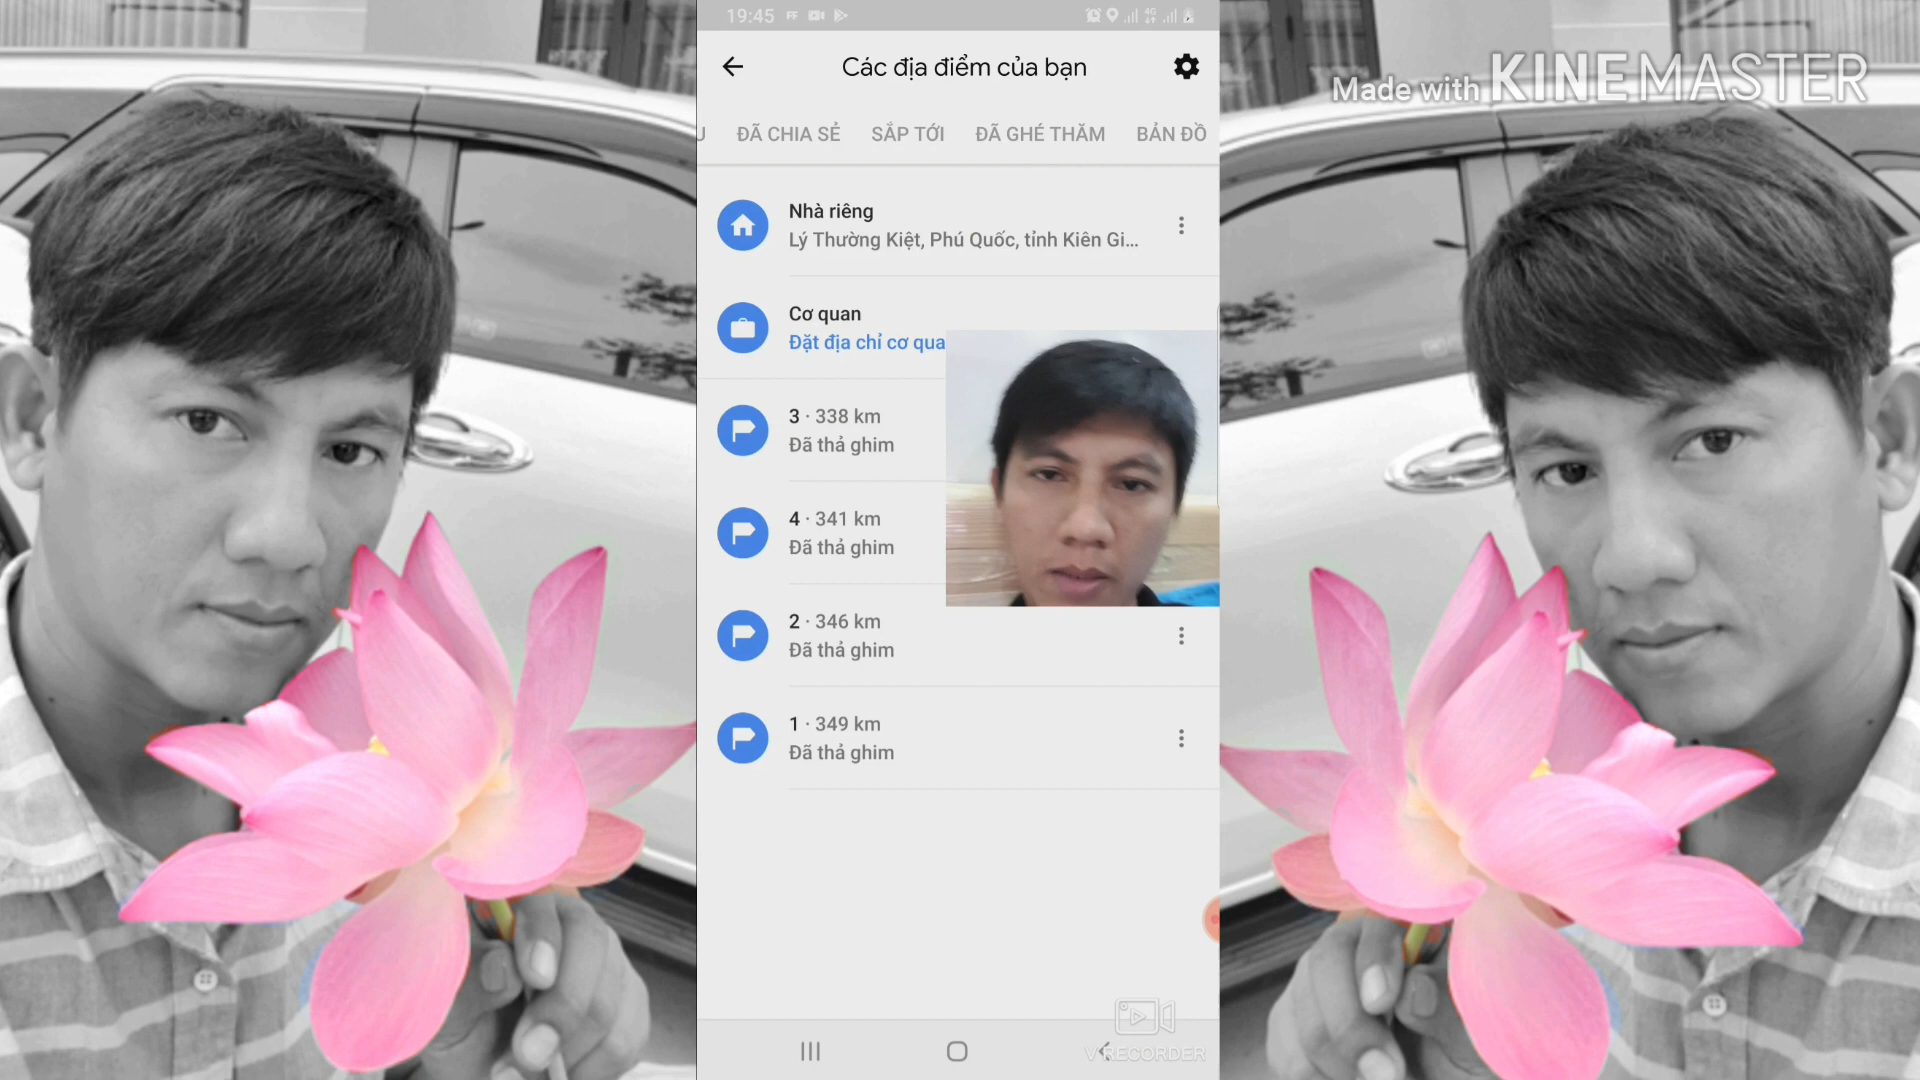 19:45
4G
Các địa điểm của bạn
Made with KINEMASTER
U ĐÃ CHIA SẺ SẮP TỚI ĐÃ GHÉ THĂM BẢN ĐỒ
Nhà riêng
Lý Thường Kiệt, Phú Quốc, tỉnh Kiên Gi...
Cơ quan
Đặt địa chỉ cơ qua
3 · 338 km
Đã thả ghim
4 · 341 km
Đã thả ghim
2 · 346 km
Đã thả ghim
1 · 349 km
Đã thả ghim
V RECORDER